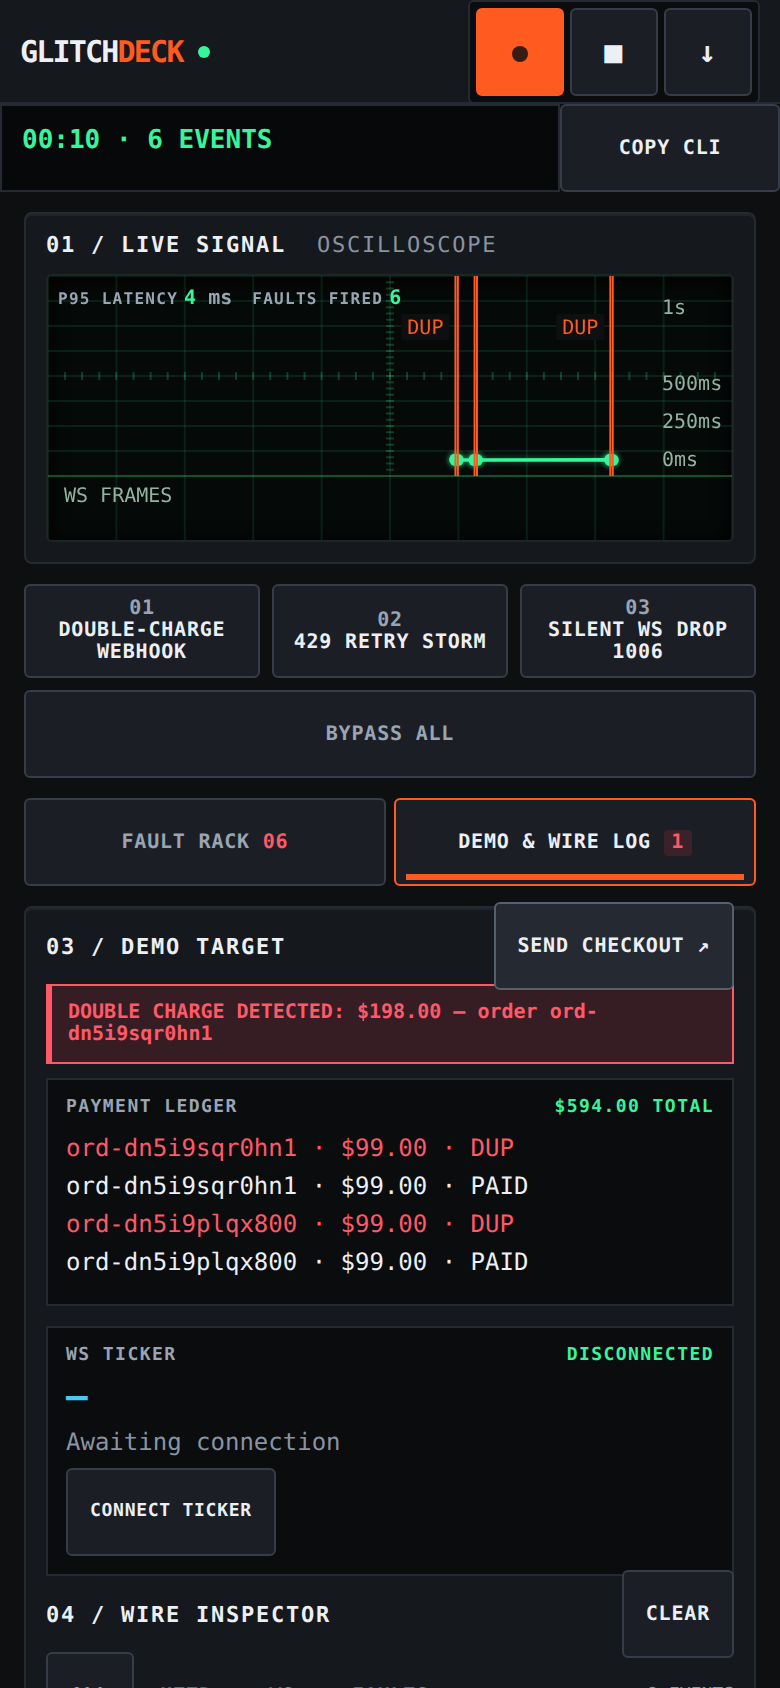 GLITCHDECK
↓
00:10 · 6 EVENTS
COPY CLI
01 / LIVE SIGNAL OSCILLOSCOPE
P95 LATENCY 4 ms FAULTS FIRED 6
1s
DUP DUP
500ms
250ms
0ms
WS FRAMES
01
DOUBLE-CHARGE
WEBHOOK
02
429 RETRY STORM
03
SILENT WS DROP
1006
BYPASS ALL
FAULT RACK 06
DEMO & WIRE LOG 1
03 / DEMO TARGET
SEND CHECKOUT ↗
DOUBLE CHARGE DETECTED: $198.00 — order ord-
dn5i9sqr0hn1
PAYMENT LEDGER $594.00 TOTAL
ord-dn5i9sqr0hn1 · $99.00 · DUP
ord-dn5i9sqr0hn1 · $99.00 · PAID
ord-dn5i9plqx800 · $99.00 · DUP
ord-dn5i9plqx800 · $99.00 · PAID
WS TICKER DISCONNECTED
—
Awaiting connection
CONNECT TICKER
04 / WIRE INSPECTOR
CLEAR